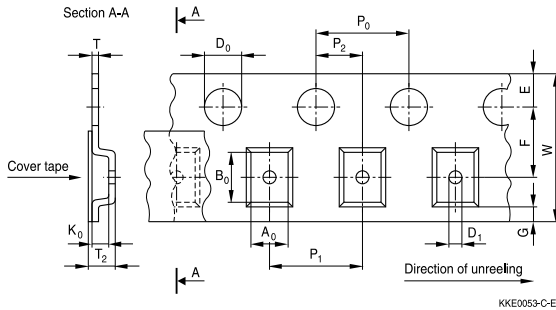 Section A-A
A
P0
T
D0
P2
E
F
W
Cover tape
B0
K0
T2
A0
D1
G
P1
A
Direction of unreeling
KKE0053-C-E